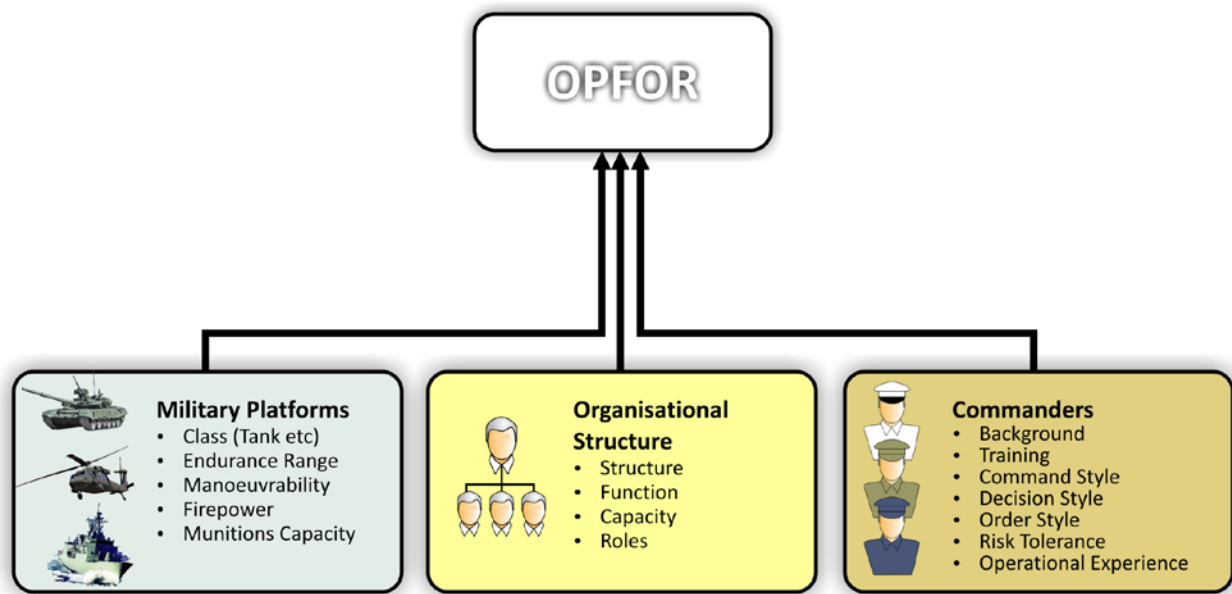 OPFOR
Military Platforms
• Class (Tank etc)
• Endurance Range
• Manoeuvrability
• Firepower
• Munitions Capacity
Organisational
Structure
• Structure
• Function
• Capacity
• Roles
Commanders
• Background
• Training
• Command Style
• Decision Style
• Order Style
• Risk Tolerance
• Operational Experience